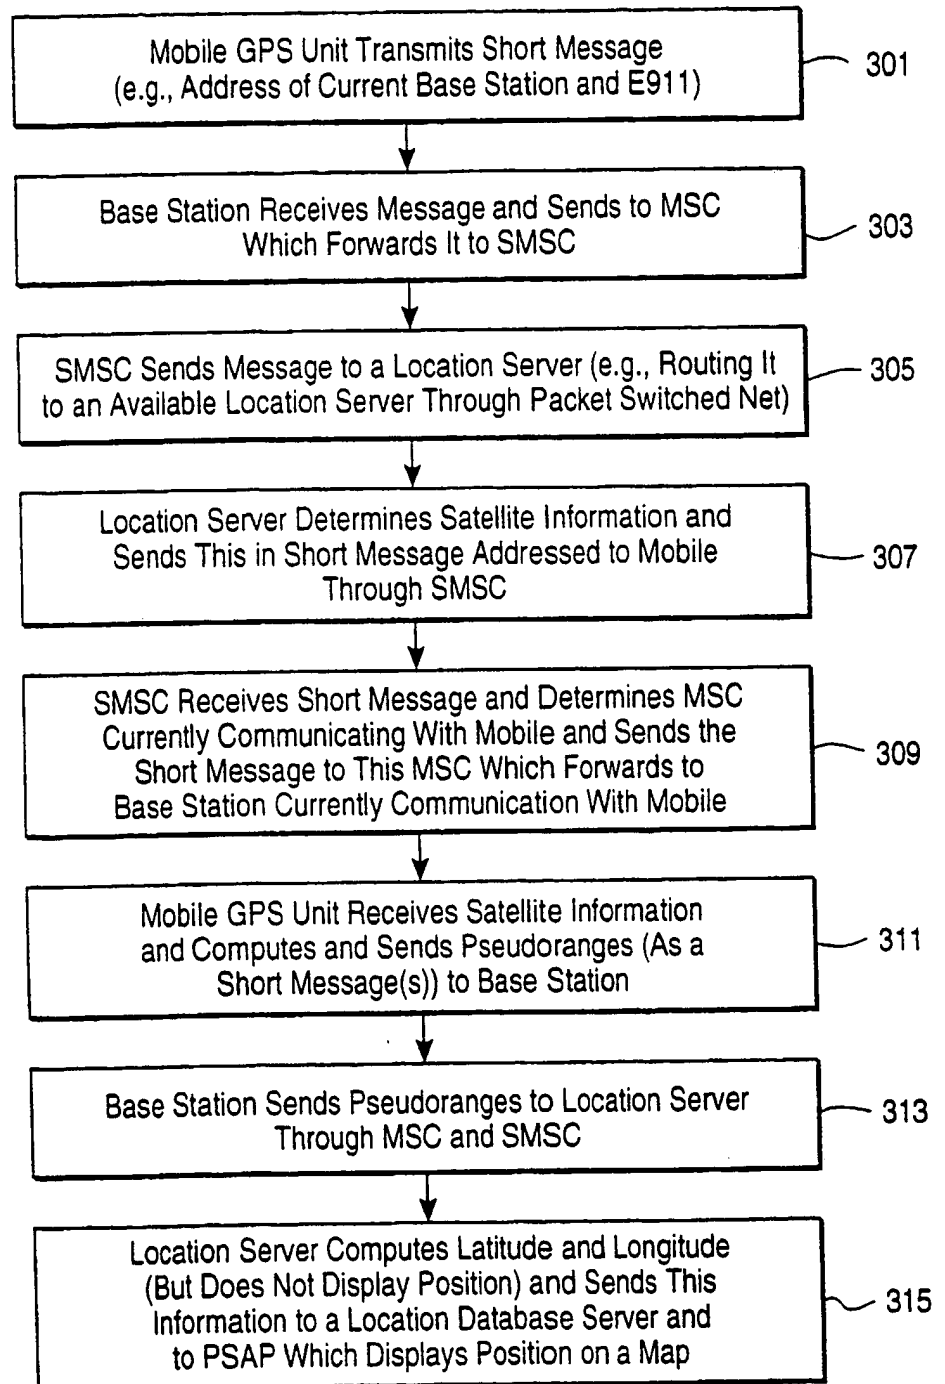 Mobile GPS Unit Transmits Short Message
(e.g., Address of Current Base Station and E911)
301
Base Station Receives Message and Sends to MSC
Which Forwards It to SMSC
303
SMSC Sends Message to a Location Server (e.g., Routing It
to an Available Location Server Through Packet Switched Net)
305
Location Server Determines Satellite Information and
Sends This in Short Message Addressed to Mobile
Through SMSC
307
SMSC Receives Short Message and Determines MSC
Currently Communicating With Mobile and Sends the
Short Message to This MSC Which Forwards to
Base Station Currently Communication With Mobile
309
Mobile GPS Unit Receives Satellite Information
and Computes and Sends Pseudoranges (As a
Short Message(s)) to Base Station
311
Base Station Sends Pseudoranges to Location Server
Through MSC and SMSC
313
Location Server Computes Latitude and Longitude
(But Does Not Display Position) and Sends This
Information to a Location Database Server and
to PSAP Which Displays Position on a Map
315